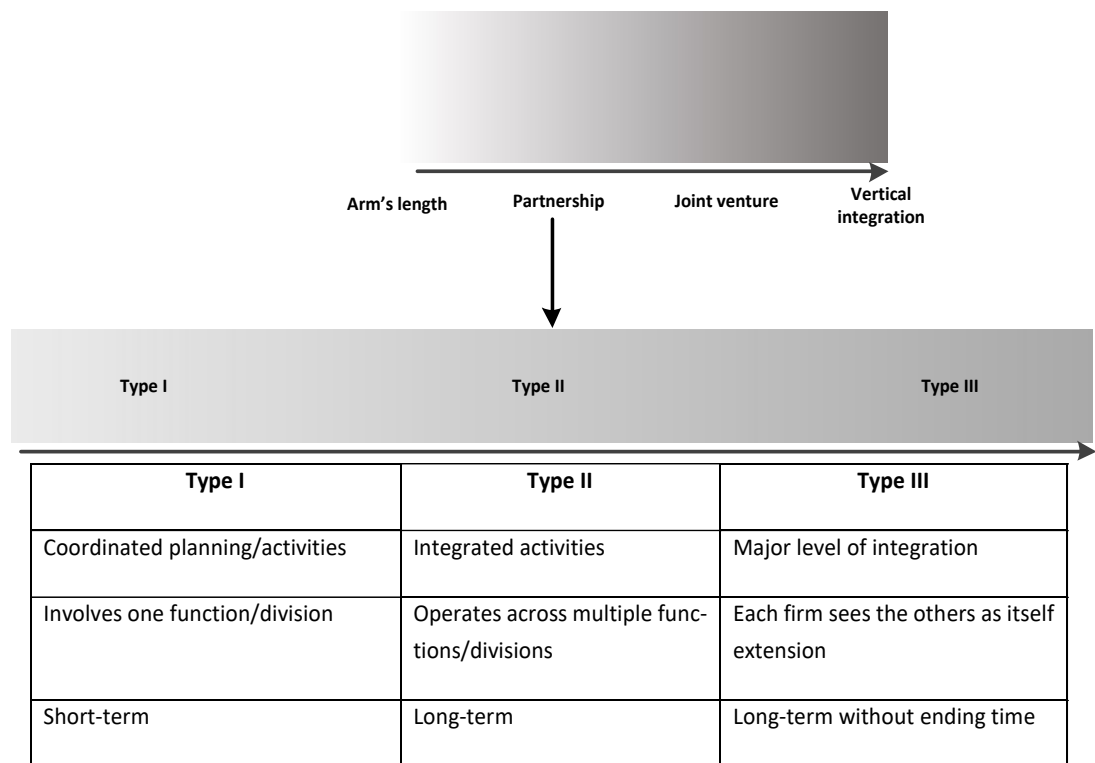 Arm's length
Partnership
Joint venture
Vertical
integration
Type I
Type II
Type III
Type I
Type II
Type III
Coordinated planning/activities
Integrated activities
Major level of integration
Involves one function/division
Operates across multiple func-
tions/divisions
Each firm sees the others as itself
extension
Short-term
Long-term
Long-term without ending time